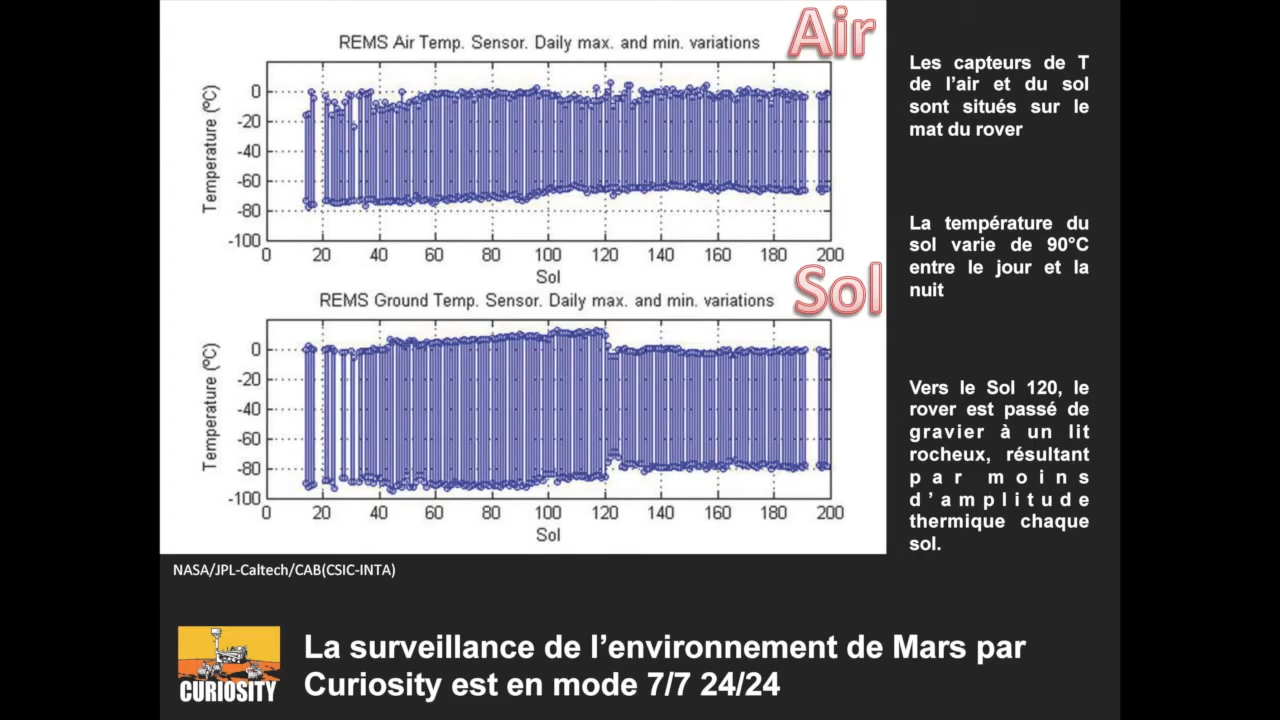 Air
REMS Air Temp. Sensor. Daily max. and min. variations
Temperature (ºC)
0
-20
-40
-60
-80
-100
0 20 40 60 80 100 120 140 160 180 200
Sol
Sol
REMS Ground Temp. Sensor. Daily max. and min. variations
Temperature (ºC)
0
-20
-40
-60
-80
-100
0 20 40 60 80 100 120 140 160 180 200
Sol
NASA/JPL-Caltech/CAB(CSIC-INTA)
Les capteurs de T
de l’air et du sol
sont situés sur le
mat du rover
La température du
sol varie de 90°C
entre le jour et la
nuit
Vers le Sol 120, le
rover est passé de
gravier à un lit
rocheux, résultant
par moins
d’amplitude
thermique chaque
sol.
CURIOSITY
La surveillance de l’environnement de Mars par
Curiosity est en mode 7/7 24/24